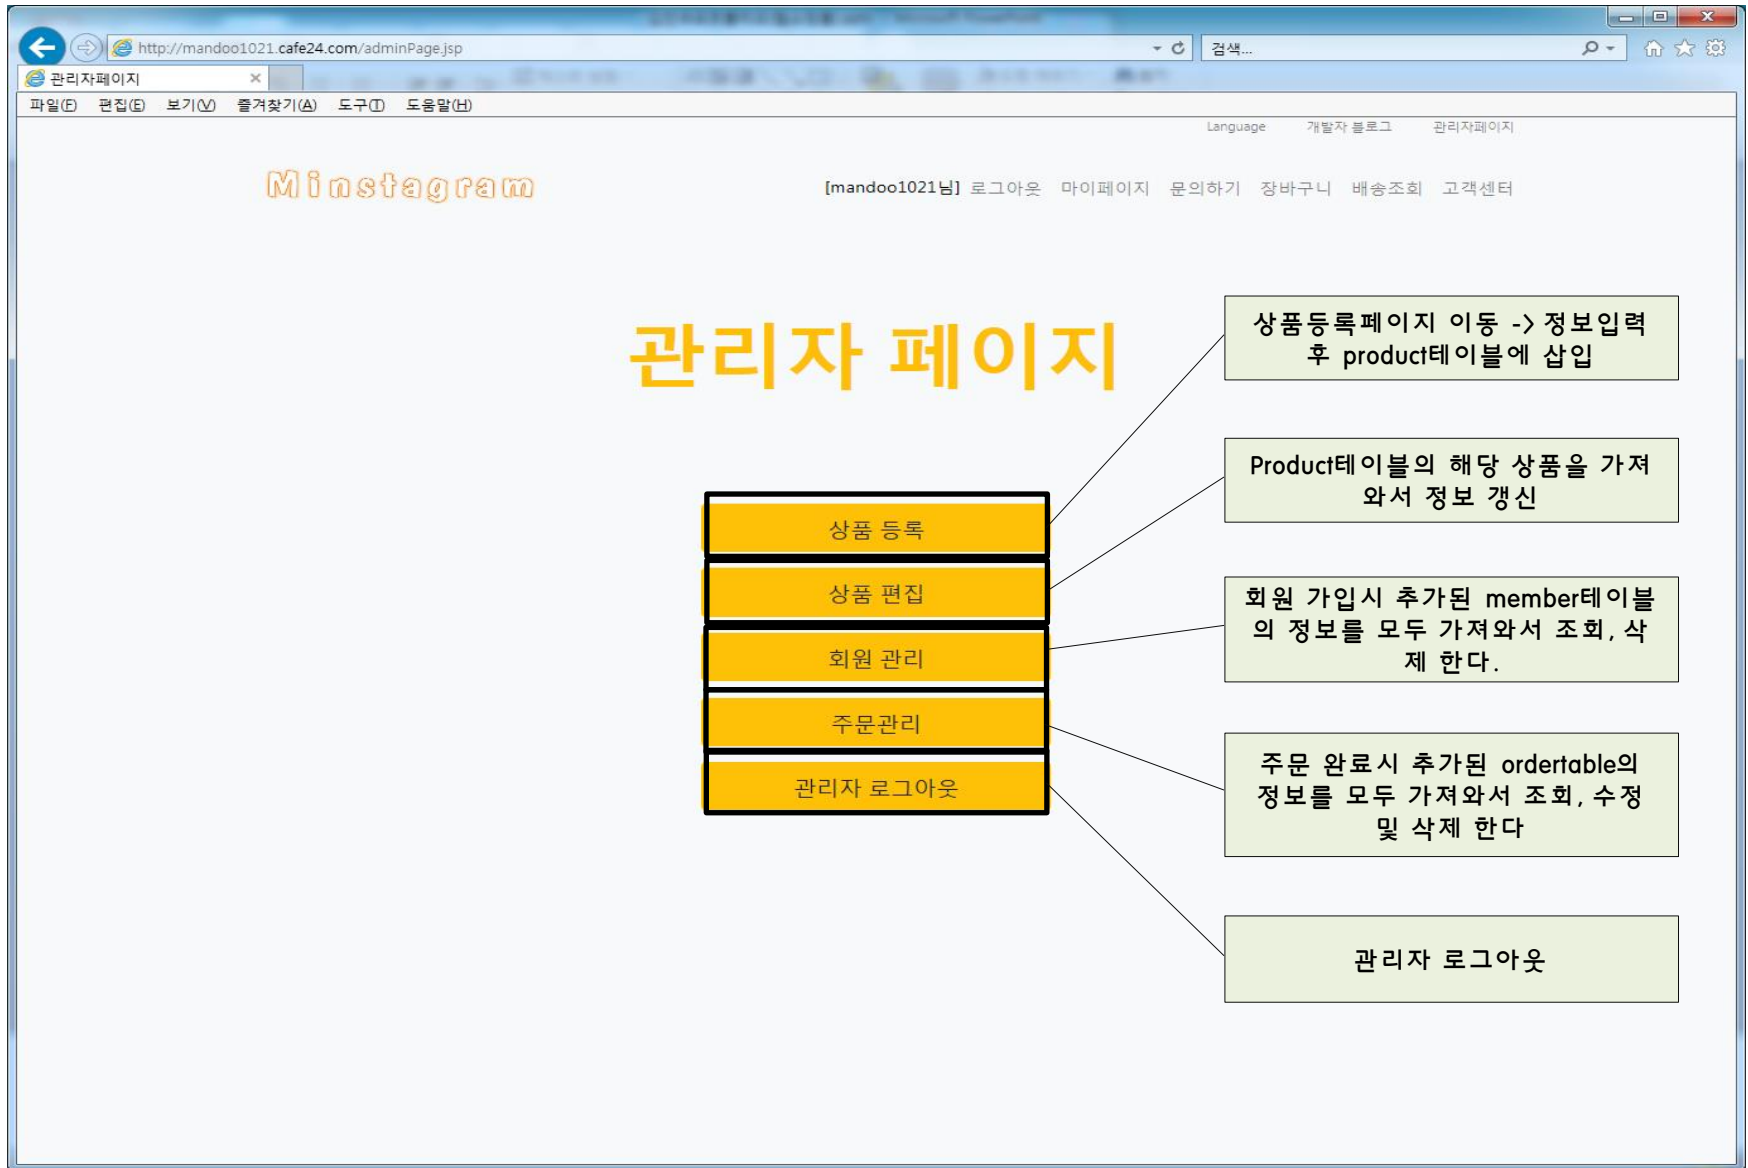 http://mandoo1021.cafe24.com/adminPage.jsp
검색...
관리자페이지
파일(F) 편집(E) 보기(V) 즐겨찾기(A) 도구(T) 도움말(H)
Language 개발자 블로그 관리자페이지
Minstagram
[mandoo1021님] 로그아웃 마이페이지 문의하기 장바구니 배송조회 고객센터
관리자 페이지
상품 등록
상품 편집
회원 관리
주문관리
관리자 로그아웃
상품등록페이지 이동 -> 정보입력
후 product테이블에 삽입
Product테이블의 해당 상품을 가져
와서 정보 갱신
회원 가입시 추가된 member테이블
의 정보를 모두 가져와서 조회, 삭
제 한다.
주문 완료시 추가된 ordertable의
정보를 모두 가져와서 조회, 수정
및 삭제 한다
관리자 로그아웃